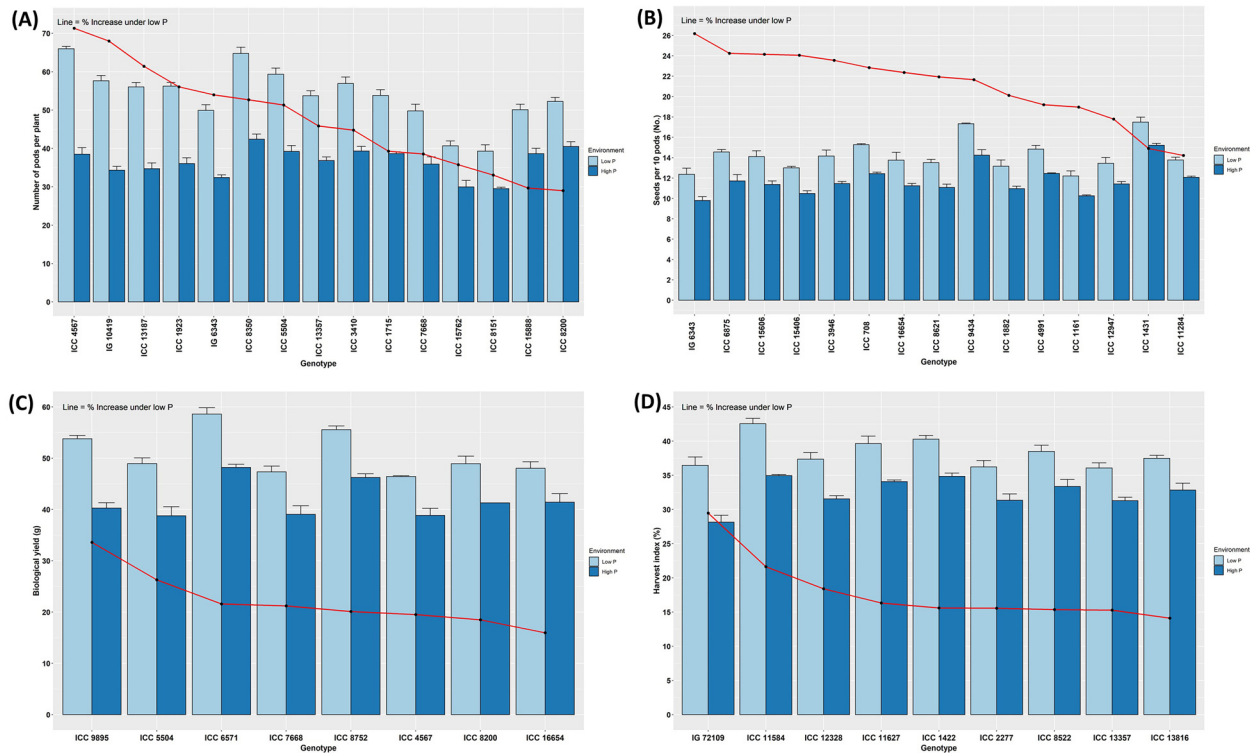 (A)
Line = % Increase under low P
Number of pods per plant
70
60
50
40
30
20
10
0
ICC 4567
IG 10419
ICC 13187
ICC 1923
IG 6343
ICC 8350
ICC 5504
ICC 13357
ICC 3410
ICC 1715
ICC 7668
ICC 15762
ICC 8151
ICC 15888
ICC 8200
Genotype
Environment
Low P
High P
(B)
Line = % Increase under low P
Seeds per 10 pods (No.)
26
24
22
20
18
16
14
12
10
8
6
4
2
0
IG 6343
ICC 6875
ICC 15606
ICC 15406
ICC 3946
ICC 708
ICC 16654
ICC 8621
ICC 9434
ICC 1882
ICC 4991
ICC 1161
ICC 12947
ICC 1431
ICC 11284
Genotype
Environment
Low P
High P
(C)
Line = % Increase under low P
Biological yield (g)
60
50
40
30
20
10
0
ICC 9895
ICC 5504
ICC 6571
ICC 7668
ICC 8752
ICC 4567
ICC 8200
ICC 16654
Genotype
Environment
Low P
High P
(D)
Line = % Increase under low P
Harvest index (%)
45
40
35
30
25
20
15
10
5
0
IG 72109
ICC 11584
ICC 12328
ICC 11627
ICC 1422
ICC 2277
ICC 8522
ICC 13357
ICC 13816
Genotype
Environment
Low P
High P